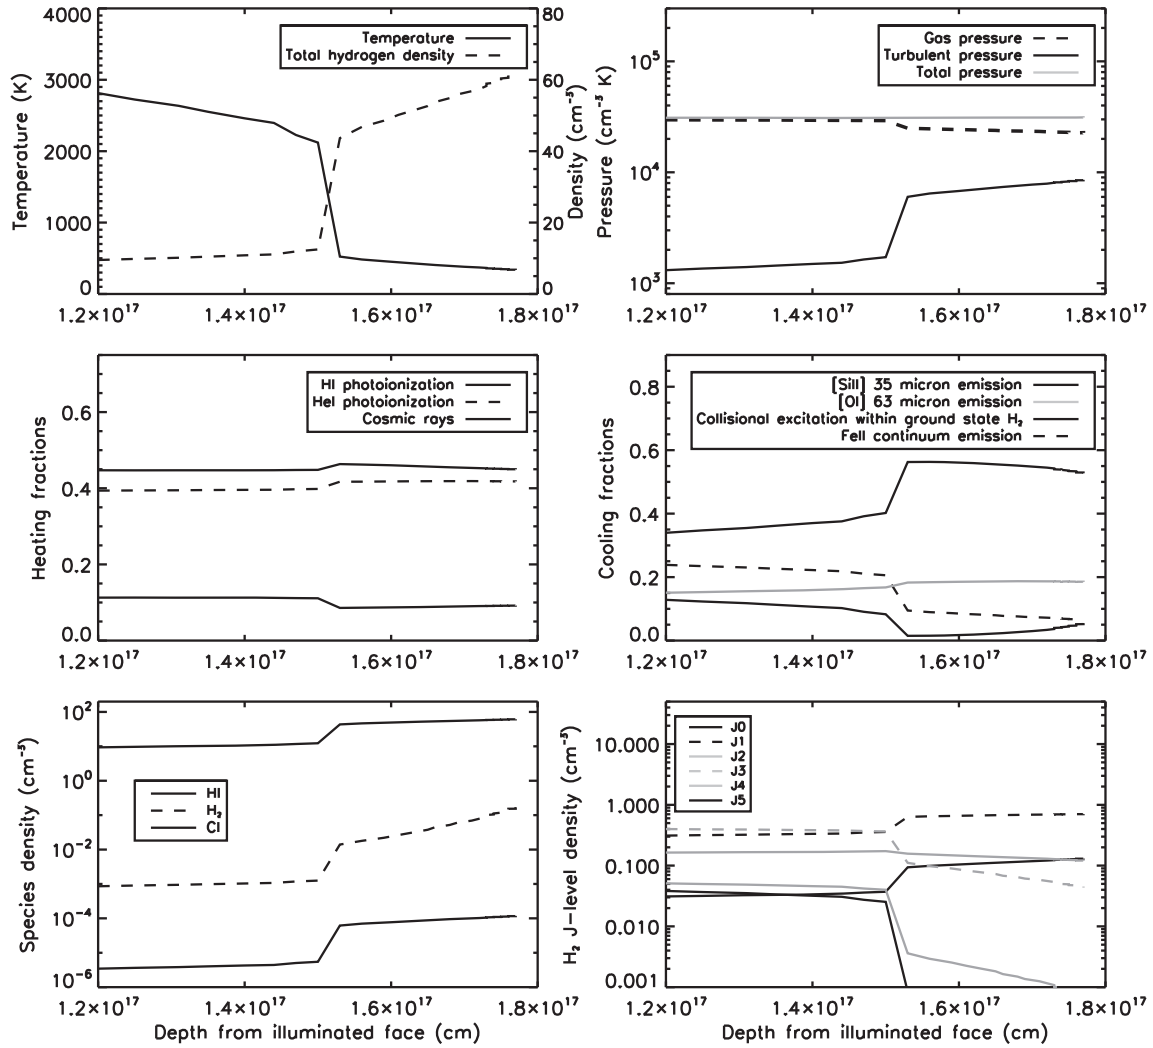 4000
3000
2000
1000
0
Temperature (K)
Temperature
Total hydrogen density
80
60
40
20
0
Density (cm⁻³)
1.2×10¹⁷ 1.4×10¹⁷ 1.6×10¹⁷ 1.8×10¹⁷
10⁵
10⁴
10³
Pressure (cm⁻³ K)
Gas pressure
Turbulent pressure
Total pressure
1.2×10¹⁷ 1.4×10¹⁷ 1.6×10¹⁷ 1.8×10¹⁷
0.6
0.4
0.2
0.0
Heating fractions
HI photoionization
HeI photoionization
Cosmic rays
1.2×10¹⁷ 1.4×10¹⁷ 1.6×10¹⁷ 1.8×10¹⁷
0.8
0.6
0.4
0.2
0.0
Cooling fractions
[SiII] 35 micron emission
[OI] 63 micron emission
Collisional excitation within ground state H₂
FeII continuum emission
1.2×10¹⁷ 1.4×10¹⁷ 1.6×10¹⁷ 1.8×10¹⁷
10²
10⁰
10⁻²
10⁻⁴
10⁻⁶
Species density (cm⁻³)
HI
H₂
CI
1.2×10¹⁷ 1.4×10¹⁷ 1.6×10¹⁷ 1.8×10¹⁷
Depth from illuminated face (cm)
10.000
1.000
0.100
0.010
0.001
H₂ J-level density (cm⁻³)
J0
J1
J2
J3
J4
J5
1.2×10¹⁷ 1.4×10¹⁷ 1.6×10¹⁷ 1.8×10¹⁷
Depth from illuminated face (cm)